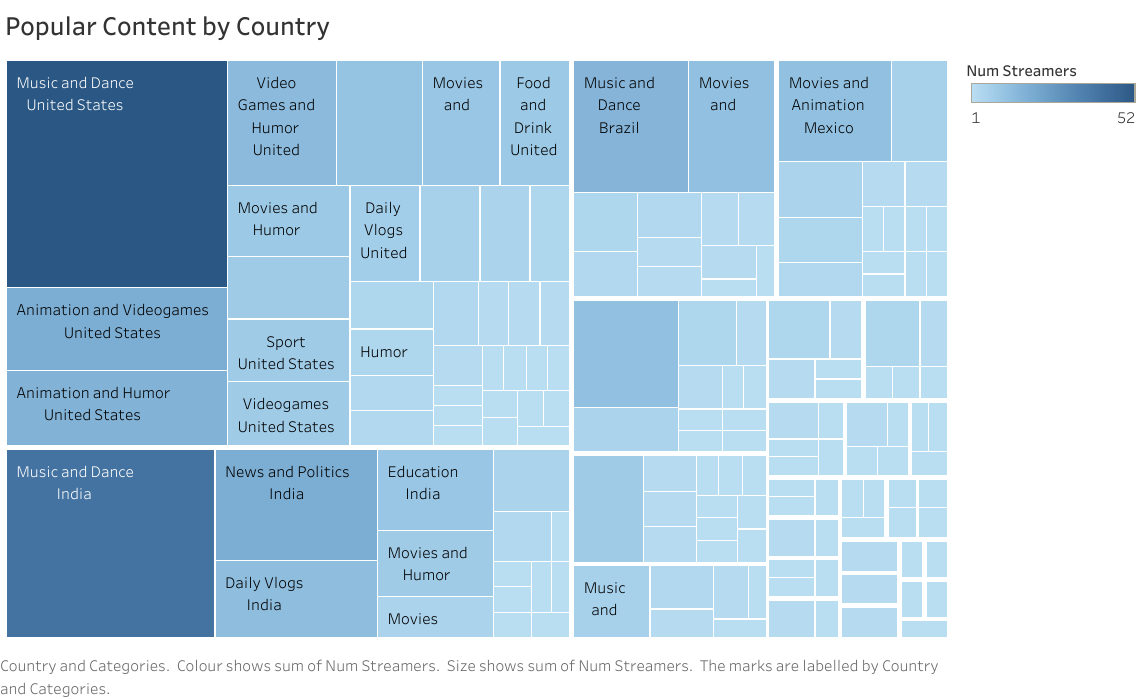 Popular Content by Country
Music and Dance
United States
Video
Games and
Humor
United
Movies
and
Food
and
Drink
United
Music and
Dance
Brazil
Movies
and
Movies and
Animation
Mexico
Num Streamers
1
52
Movies and
Humor
Daily
Vlogs
United
Animation and Videogames
United States
Sport
United States
Humor
Animation and Humor
United States
Videogames
United States
Music and Dance
India
News and Politics
India
Education
India
Movies and
Humor
Daily Vlogs
India
Movies
Music
and
Country and Categories.  Colour shows sum of Num Streamers.  Size shows sum of Num Streamers.  The marks are labelled by Country
and Categories.